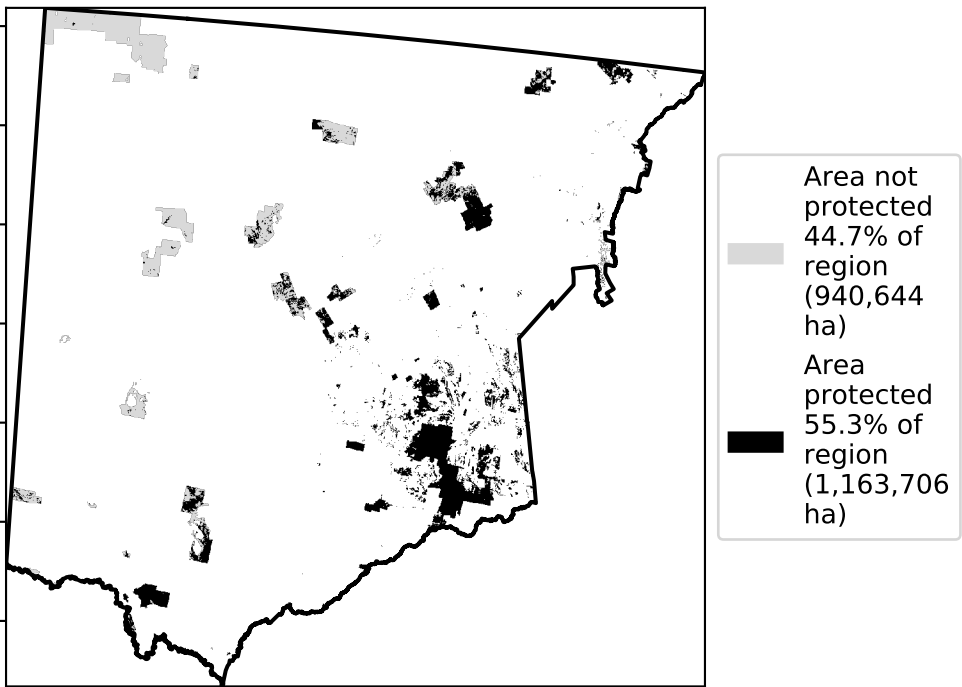 Area not
protected
44.7% of
region
(940,644
ha)
Area
protected
55.3% of
region
(1,163,706
ha)